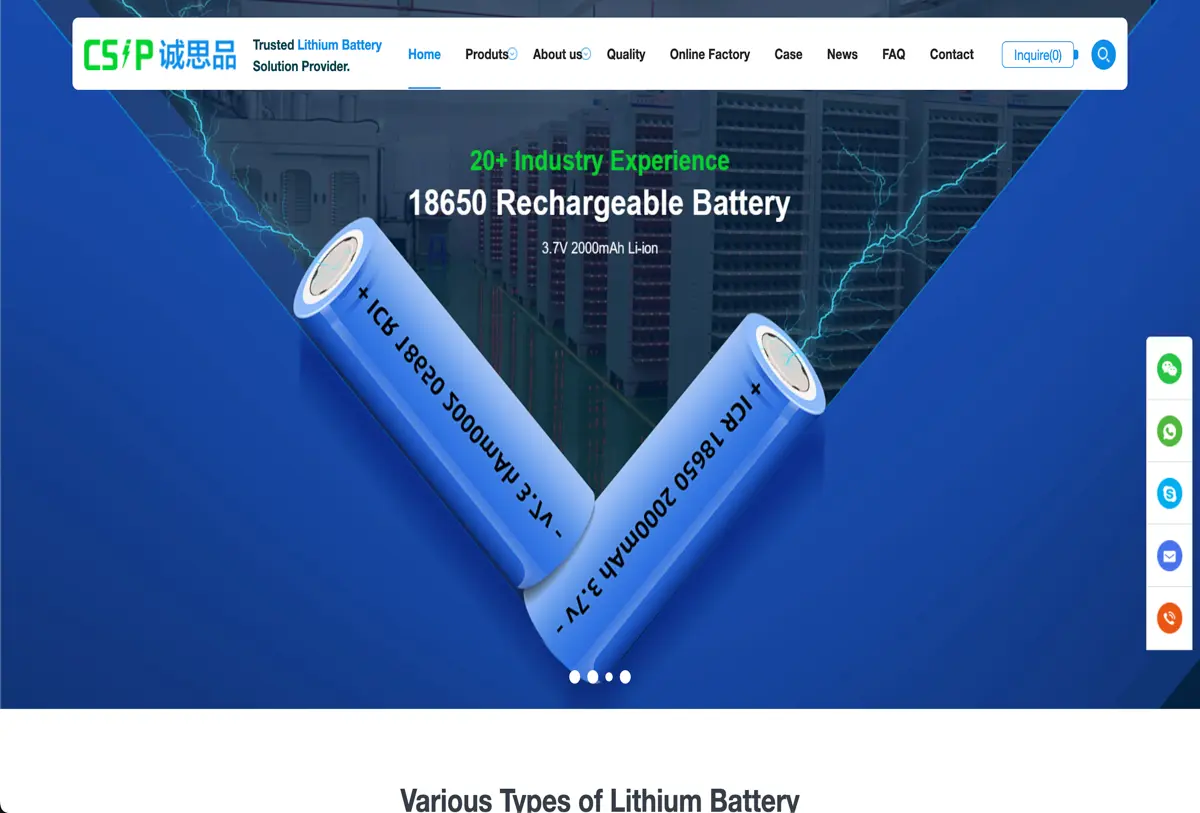 CSIP 诚思品
Trusted Lithium Battery
Solution Provider.
Home
Produts
About us
Quality
Online Factory
Case
News
FAQ
Contact
Inquire(0)
20+ Industry Experience
18650 Rechargeable Battery
3.7V 2000mAh Li-ion
+ ICR 18650 2000mAh 3.7V -
+ ICR 18650 2000mAh 3.7V -
Various Types of Lithium Battery